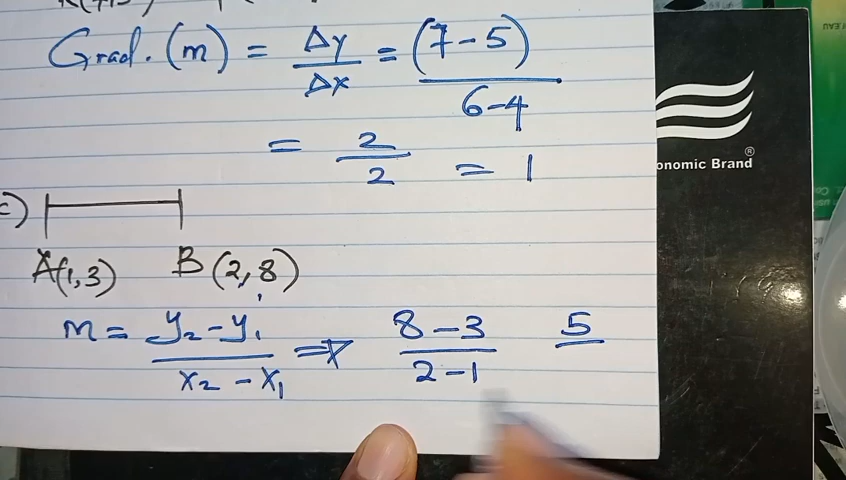 Grad. (m) = Δy/Δx = (7-5)/6-4
= 2/2 = 1
c)
A(1,3) B(2,8)
m = y₂-y₁/x₂-x₁ ⇒ 8-3/2-1 5
onomic Brand®